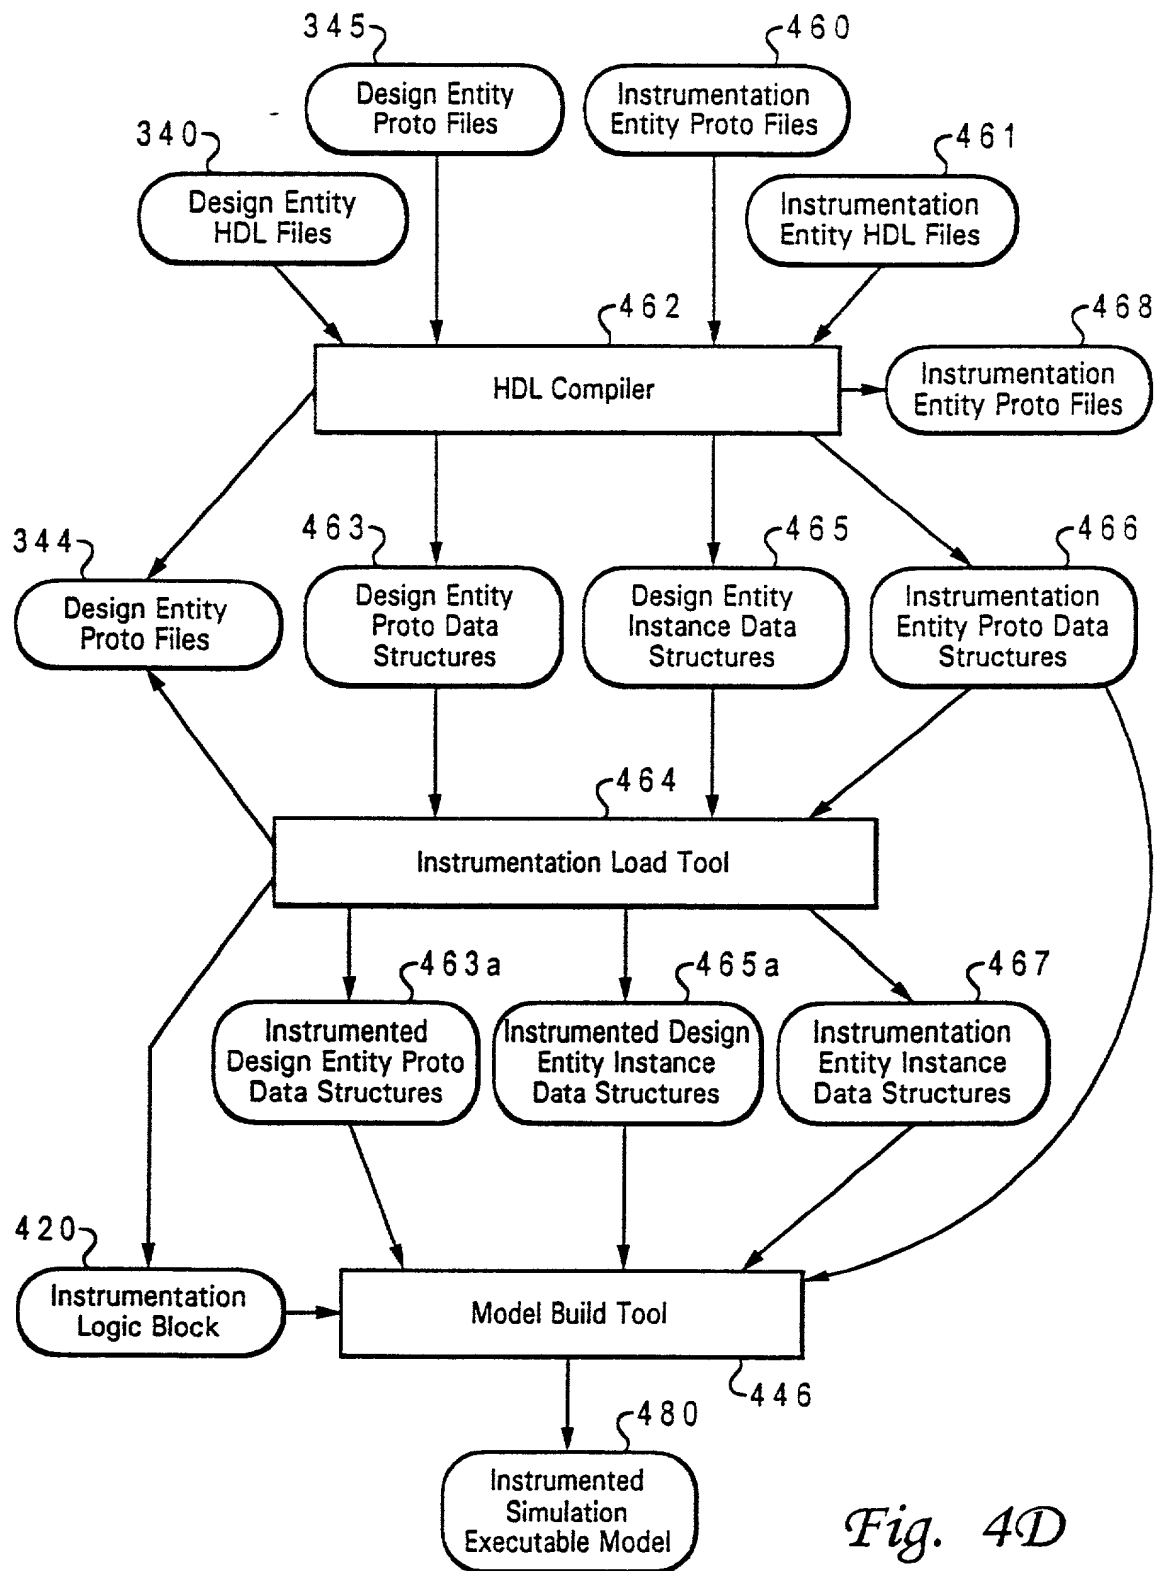 345
460
Design Entity
Proto Files
Instrumentation
Entity Proto Files
340
461
Design Entity
HDL Files
Instrumentation
Entity HDL Files
462
468
HDL Compiler
Instrumentation
Entity Proto Files
344
463
465
466
Design Entity
Proto Files
Design Entity
Proto Data
Structures
Design Entity
Instance Data
Structures
Instrumentation
Entity Proto Data
Structures
464
Instrumentation Load Tool
463a
465a
467
Instrumented
Design Entity Proto
Data Structures
Instrumented Design
Entity Instance
Data Structures
Instrumentation
Entity Instance
Data Structures
420
Instrumentation
Logic Block
Model Build Tool
446
480
Instrumented
Simulation
Executable Model
Fig. 4D